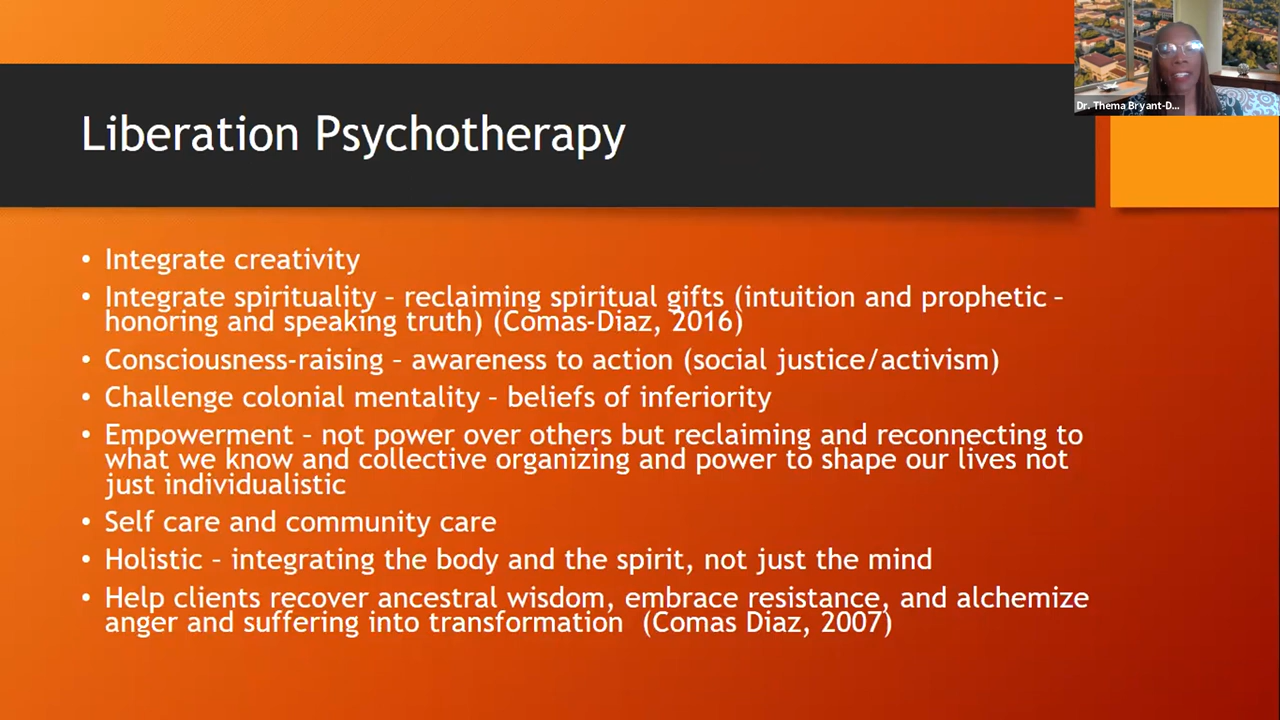 Dr. Thema Bryant-D...
Liberation Psychotherapy
• Integrate creativity
• Integrate spirituality – reclaiming spiritual gifts (intuition and prophetic –
honoring and speaking truth) (Comas-Diaz, 2016)
• Consciousness-raising – awareness to action (social justice/activism)
• Challenge colonial mentality – beliefs of inferiority
• Empowerment – not power over others but reclaiming and reconnecting to
what we know and collective organizing and power to shape our lives not
just individualistic
• Self care and community care
• Holistic – integrating the body and the spirit, not just the mind
• Help clients recover ancestral wisdom, embrace resistance, and alchemize
anger and suffering into transformation  (Comas Diaz, 2007)